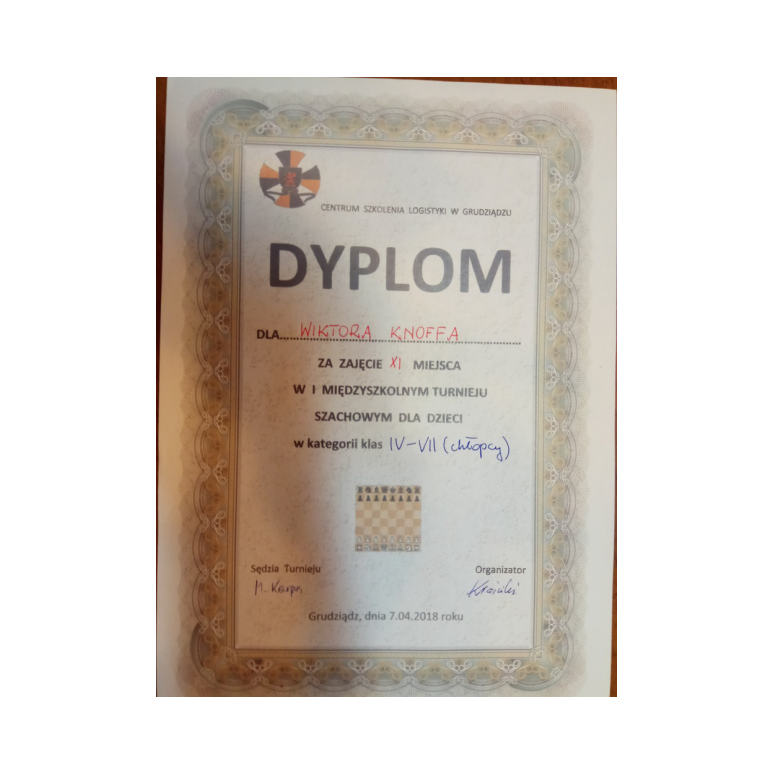 CENTRUM SZKOLENIA LOGISTYKI W GRUDZIĄDZU
DYPLOM
DLA....WIKTORA KNOFFA....................
ZA ZAJĘCIE XI MIEJSCA
W I MIĘDZYSZKOLNYM TURNIEJU
SZACHOWYM DLA DZIECI
w kategorii klas IV-VII (chłopcy)
Sędzia Turnieju
Organizator
M. Karpa
Grudziądz, dnia 7.04.2018 roku